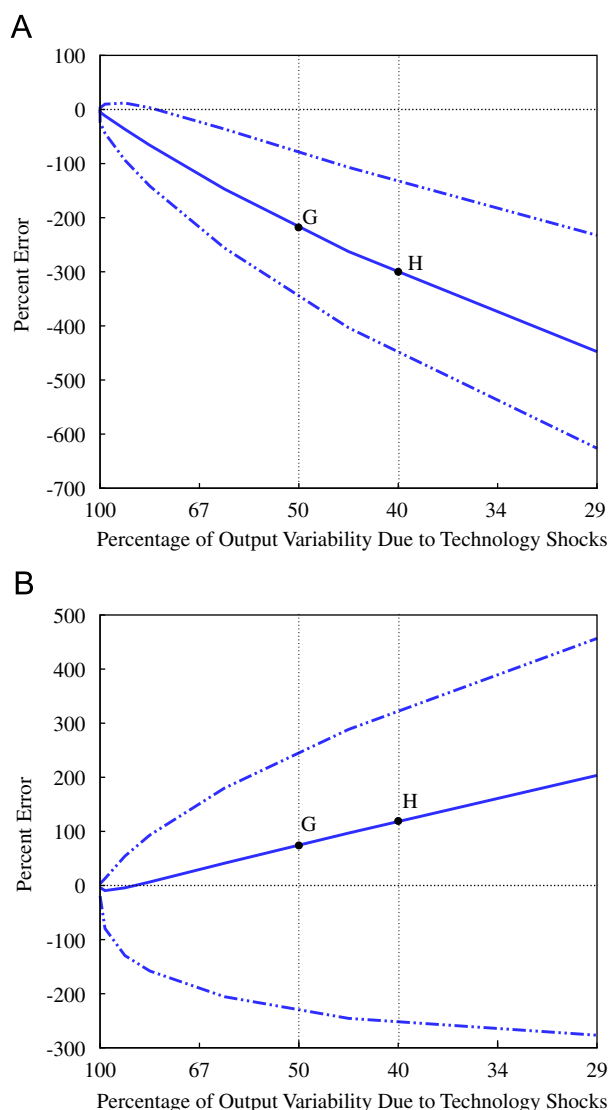 A
100
0
-100
-200
-300
-400
-500
-600
-700
Percent Error
G
H
100 67 50 40 34 29
Percentage of Output Variability Due to Technology Shocks
B
500
400
300
200
100
0
-100
-200
-300
Percent Error
G
H
100 67 50 40 34 29
Percentage of Output Variability Due to Technology Shocks